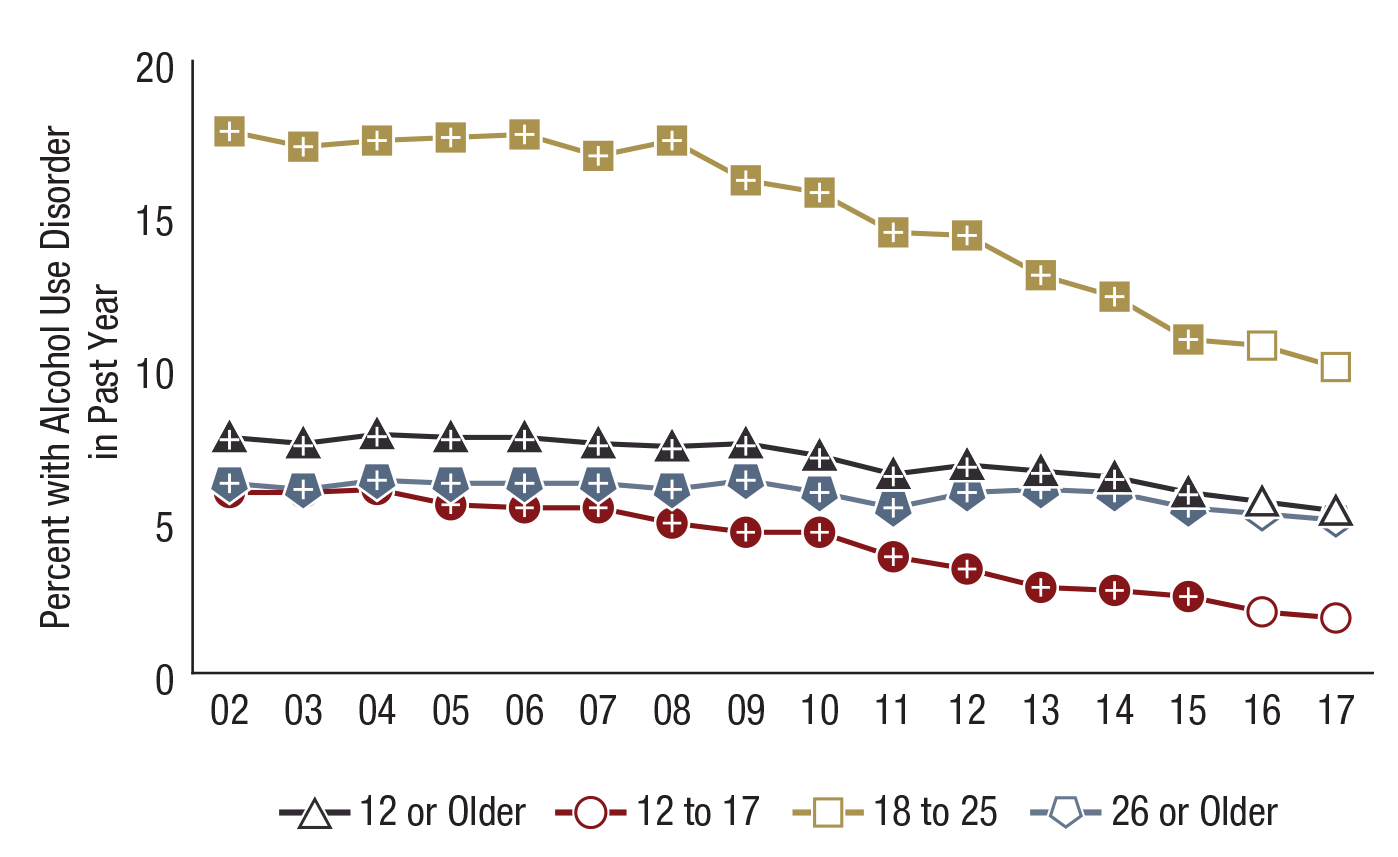 Percent with Alcohol Use Disorder
in Past Year
20
15
10
5
0
02 03 04 05 06 07 08 09 10 11 12 13 14 15 16 17
12 or Older 12 to 17 18 to 25 26 or Older